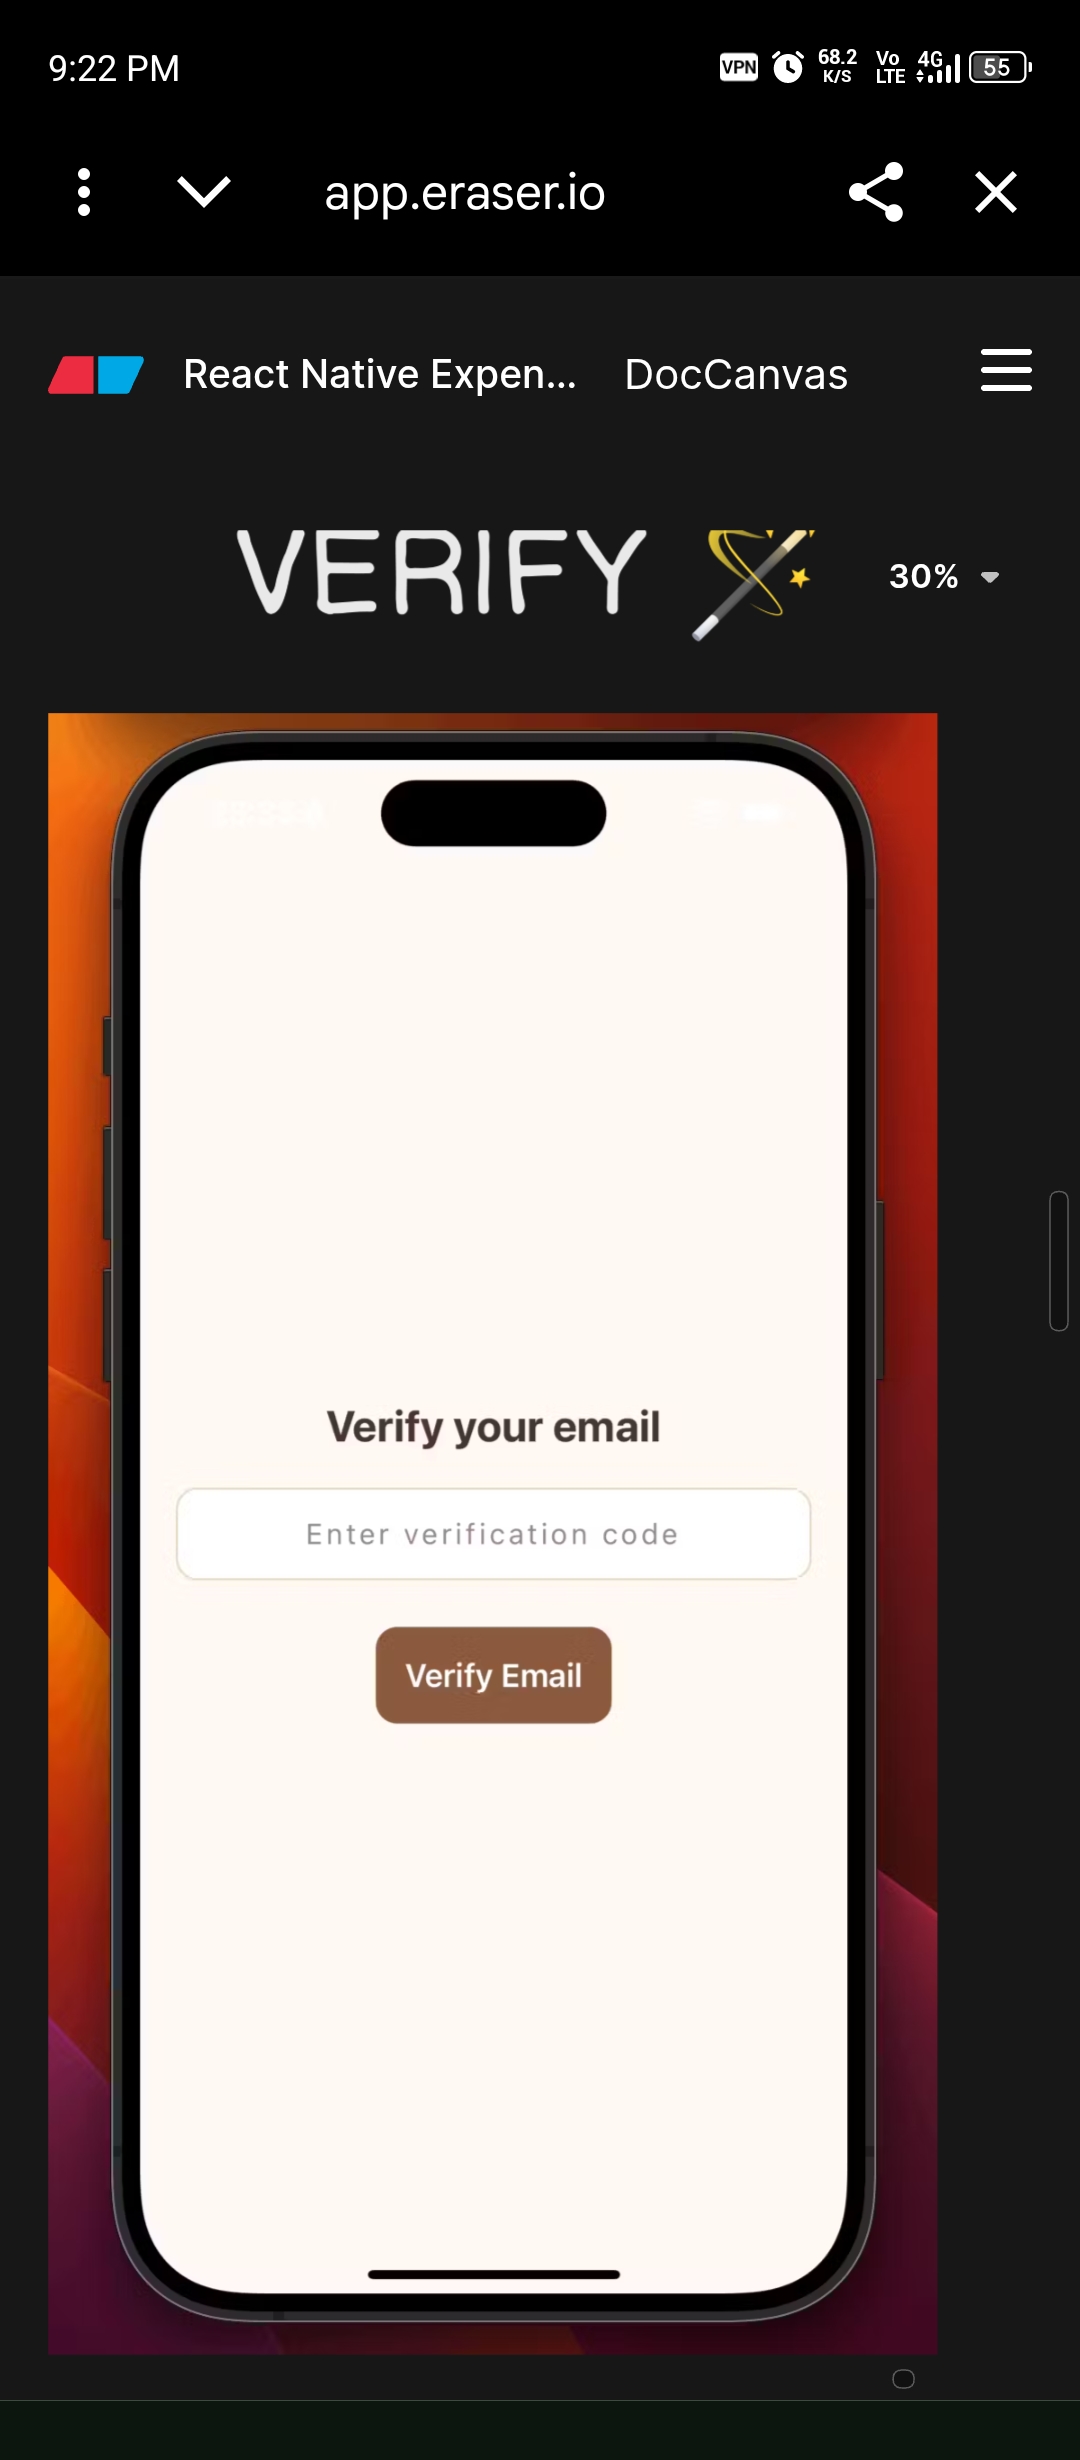 9:22 PM
VPN
68.2
K/S
Vo
LTE
4G
55
app.eraser.io
React Native Expen...
DocCanvas
VERIFY
30%
Verify your email
Enter verification code
Verify Email